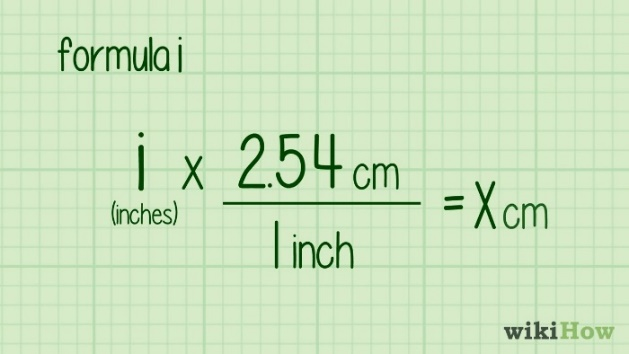 formula i
i x 2.54 cm
(inches)
1 inch
= X cm
wikiHow